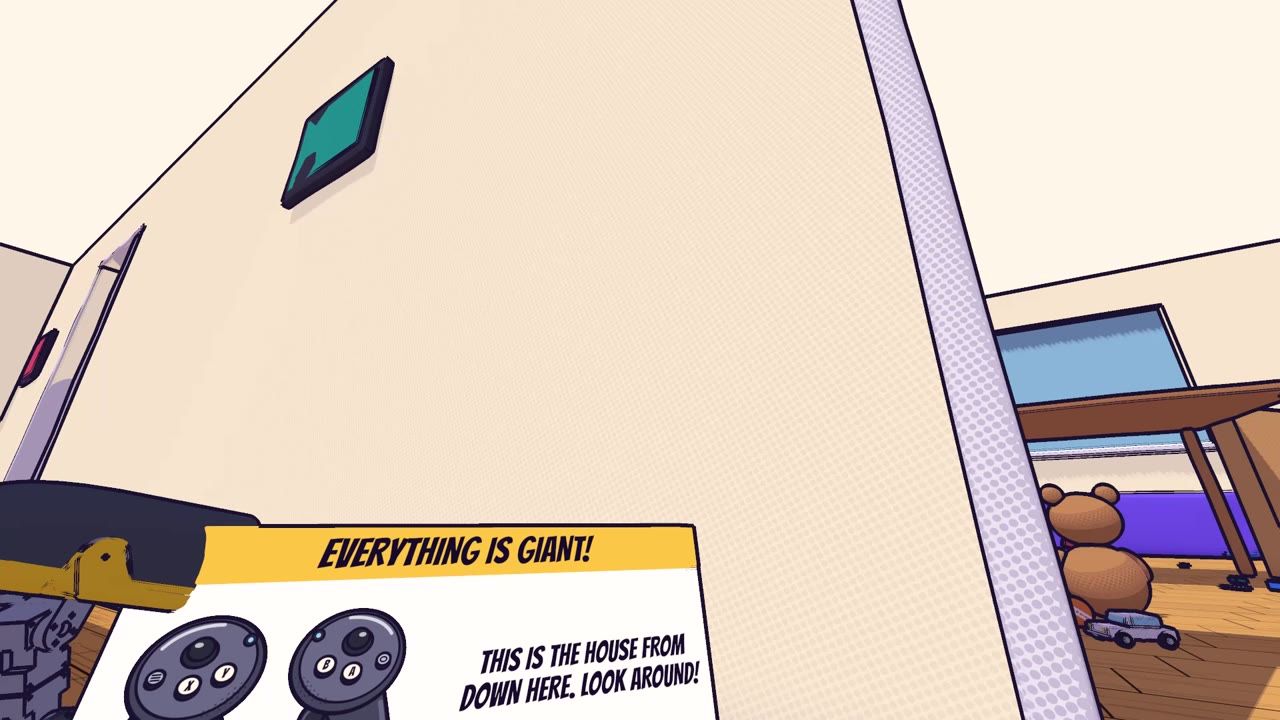 EVERYTHING IS GIANT!
THIS IS THE HOUSE FROM
DOWN HERE. LOOK AROUND!
X
Y
B
A